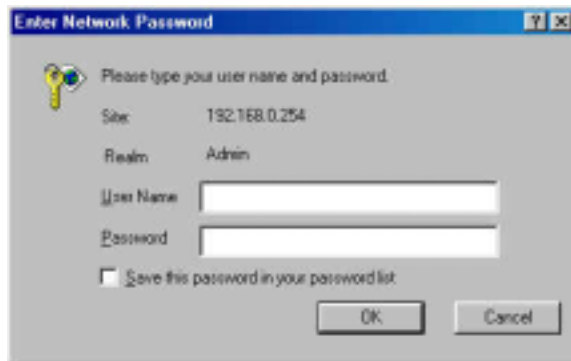 Enter Network Password
Please type your user name and password.
Site: 192.168.0.254
Realm Admin
User Name
Password
Save this password in your password list
OK Cancel